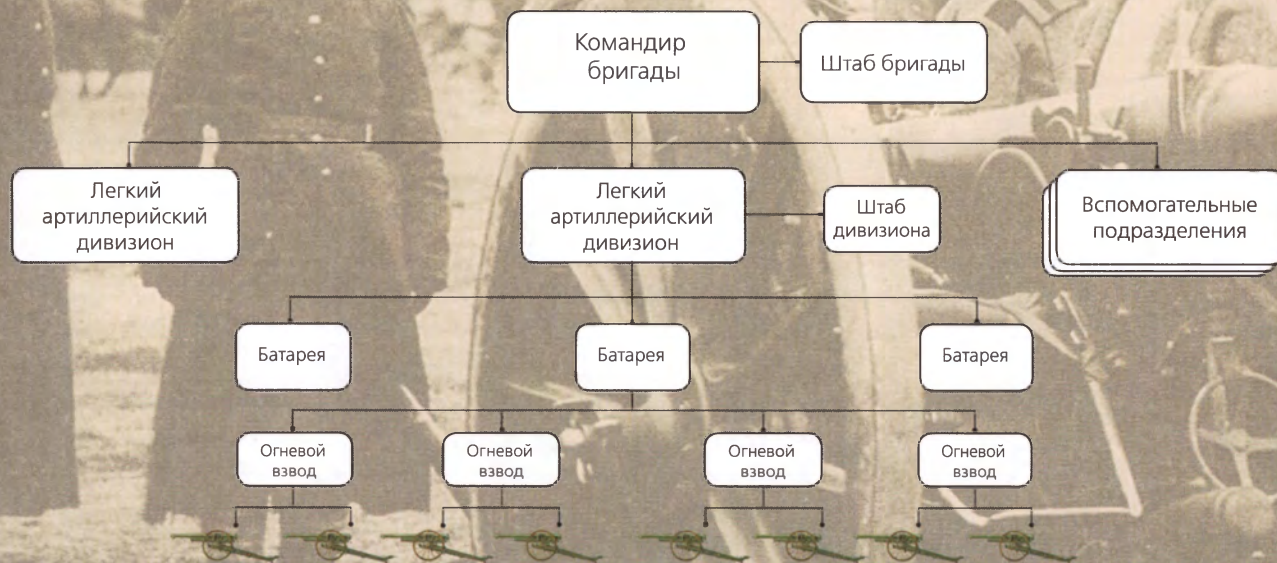 Командир
бригады
Штаб бригады
Легкий
артиллерийский
дивизион
Легкий
артиллерийский
дивизион
Штаб
дивизиона
Вспомогательные
подразделения
Батарея
Батарея
Батарея
Огневой
взвод
Огневой
взвод
Огневой
взвод
Огневой
взвод